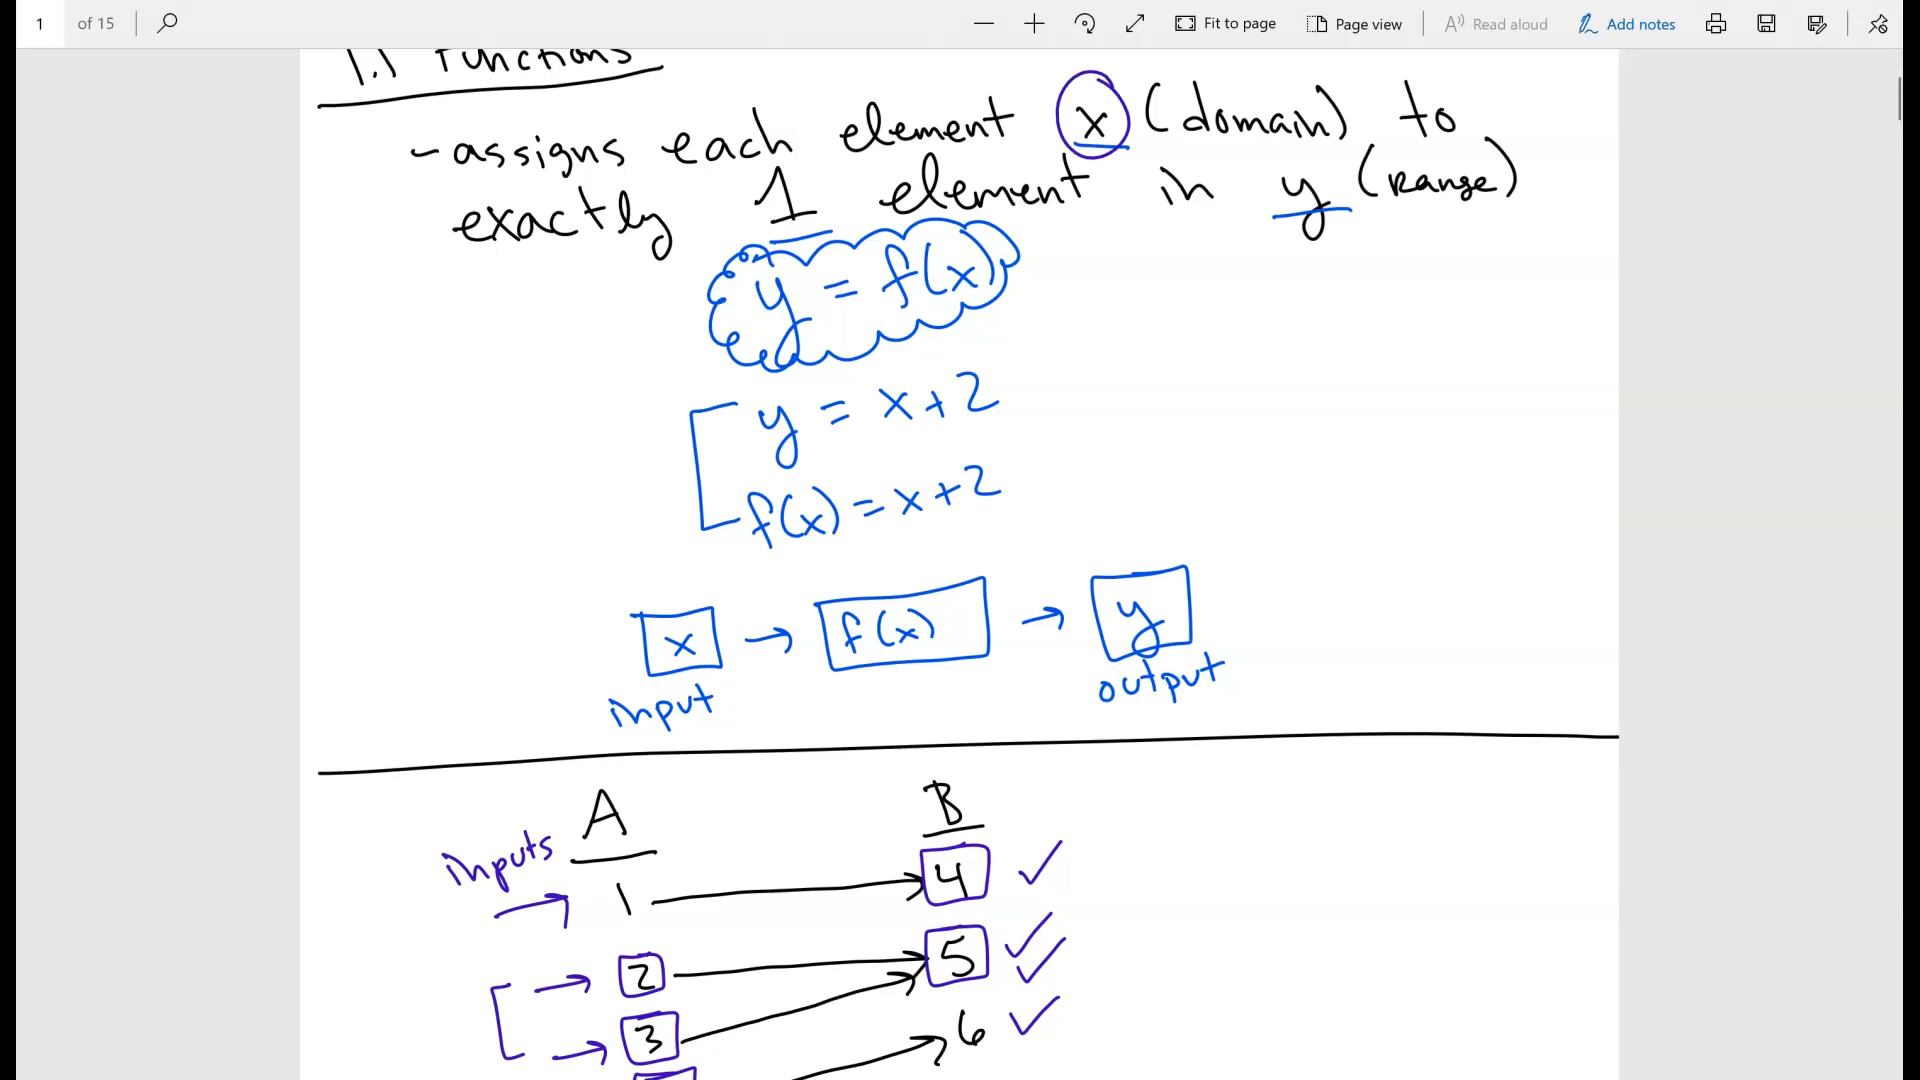 1 of 15 Fit to page Page view Read aloud Add notes
1.1 Functions
- assigns each element x (domain) to
exactly 1 element in y (range)
y = f(x)
y = x+2
f(x) = x+2
x → f(x) → y
input output
A B
inputs
1 4 ✓
2 5 ✓✓
3 6 ✓